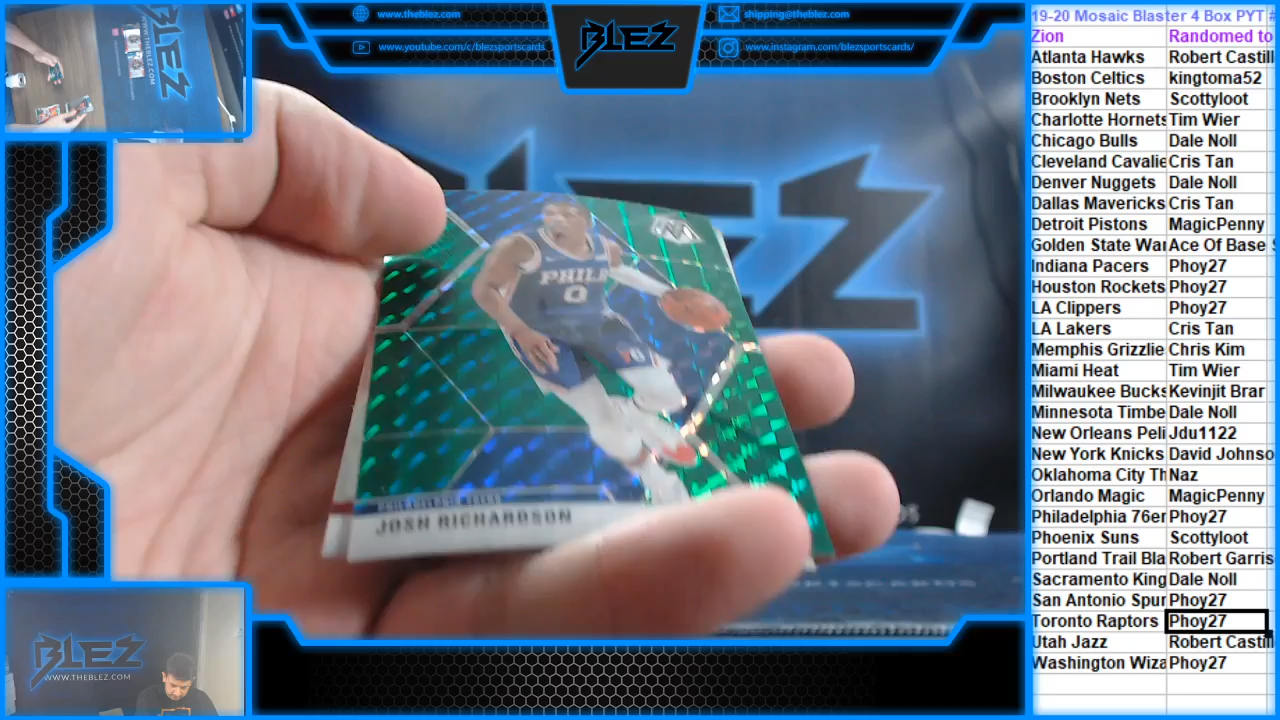 www.theblez.com
shipping@theblez.com
www.youtube.com/c/blezsportscards
www.instagram.com/blezsportscards/
BLEZ
WWW.THEBLEZ.COM
BLEZ
BLEZ
PHILA
0
JOSH RICHARDSON
BLEZ
WWW.THEBLEZ.COM
19-20 Mosaic Blaster 4 Box PYT #
Zion Randomed to
Atlanta Hawks Robert Castill
Boston Celtics kingtoma52
Brooklyn Nets Scottyloot
Charlotte Hornets Tim Wier
Chicago Bulls Dale Noll
Cleveland Cavalie Cris Tan
Denver Nuggets Dale Noll
Dallas Mavericks Cris Tan
Detroit Pistons MagicPenny
Golden State War Ace Of Base S
Indiana Pacers Phoy27
Houston Rockets Phoy27
LA Clippers Phoy27
LA Lakers Cris Tan
Memphis Grizzlie Chris Kim
Miami Heat Tim Wier
Milwaukee Bucks Kevinjit Brar
Minnesota Timbe Dale Noll
New Orleans Peli Jdu1122
New York Knicks David Johnso
Oklahoma City Th Naz
Orlando Magic MagicPenny
Philadelphia 76er Phoy27
Phoenix Suns Scottyloot
Portland Trail Bla Robert Garris
Sacramento King Dale Noll
San Antonio Spur Phoy27
Toronto Raptors Phoy27
Utah Jazz Robert Castill
Washington Wiza Phoy27